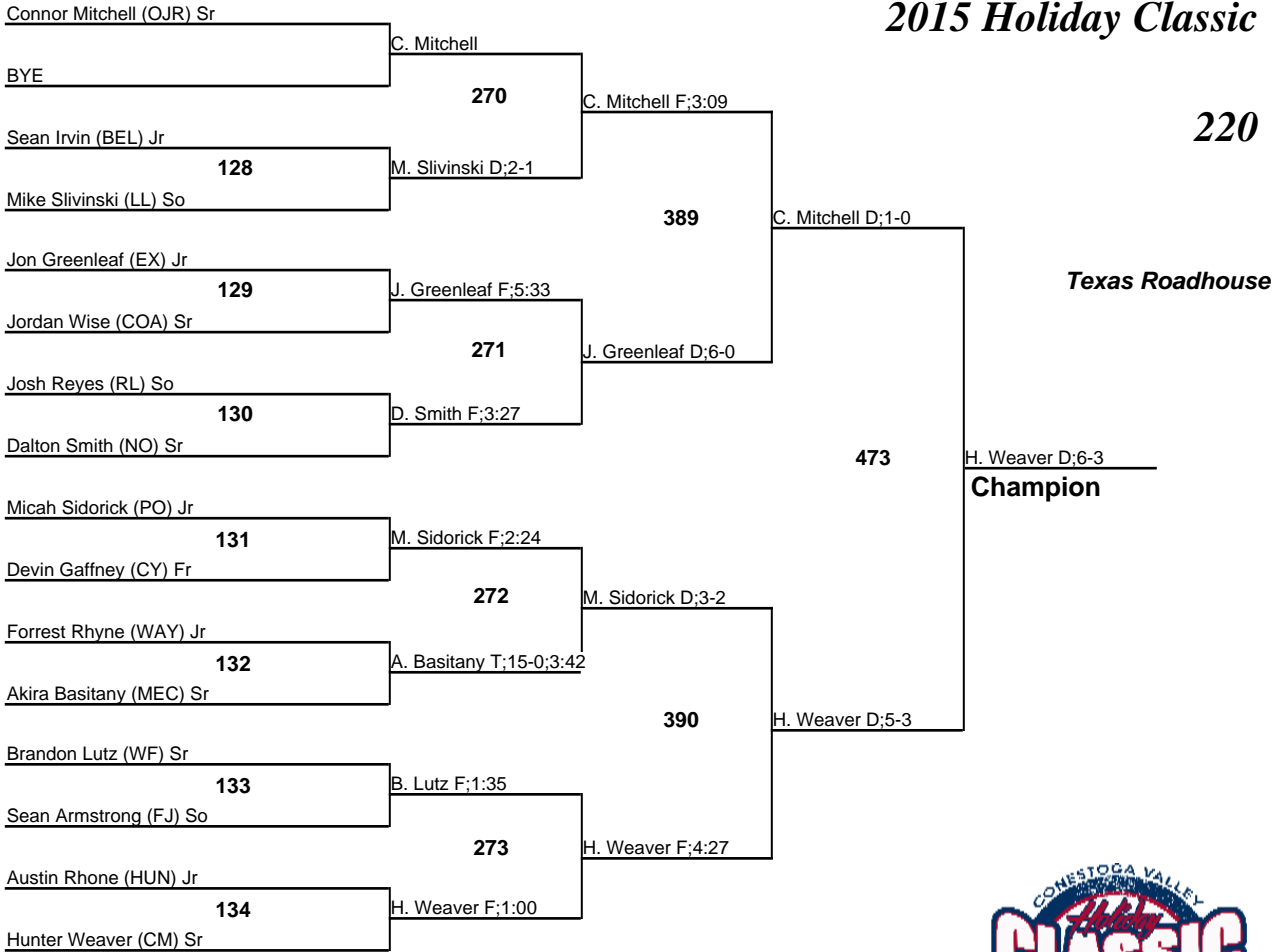 Connor Mitchell (OJR) Sr
2015 Holiday Classic
C. Mitchell
BYE
270
C. Mitchell F;3:09
220
Sean Irvin (BEL) Jr
128
M. Slivinski D;2-1
Mike Slivinski (LL) So
389
C. Mitchell D;1-0
Jon Greenleaf (EX) Jr
Texas Roadhouse
129
J. Greenleaf F;5:33
Jordan Wise (COA) Sr
271
J. Greenleaf D;6-0
Josh Reyes (RL) So
130
D. Smith F;3:27
Dalton Smith (NO) Sr
473
H. Weaver D;6-3
Champion
Micah Sidorick (PO) Jr
131
M. Sidorick F;2:24
Devin Gaffney (CY) Fr
272
M. Sidorick D;3-2
Forrest Rhyne (WAY) Jr
132
A. Basitany T;15-0;3:42
Akira Basitany (MEC) Sr
390
H. Weaver D;5-3
Brandon Lutz (WF) Sr
133
B. Lutz F;1:35
Sean Armstrong (FJ) So
273
H. Weaver F;4:27
Austin Rhone (HUN) Jr
134
H. Weaver F;1:00
Hunter Weaver (CM) Sr
CONESTOGA VALLEY
Holiday
CLASSIC